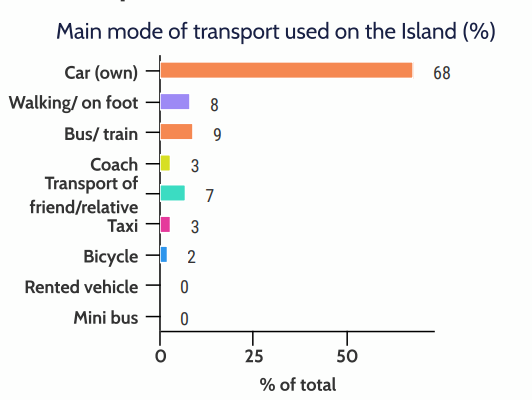 Main mode of transport used on the Island (%)
Car (own) 68
Walking/ on foot 8
Bus/ train 9
Coach 3
Transport of
friend/relative 7
Taxi 3
Bicycle 2
Rented vehicle 0
Mini bus 0
0 25 50
% of total